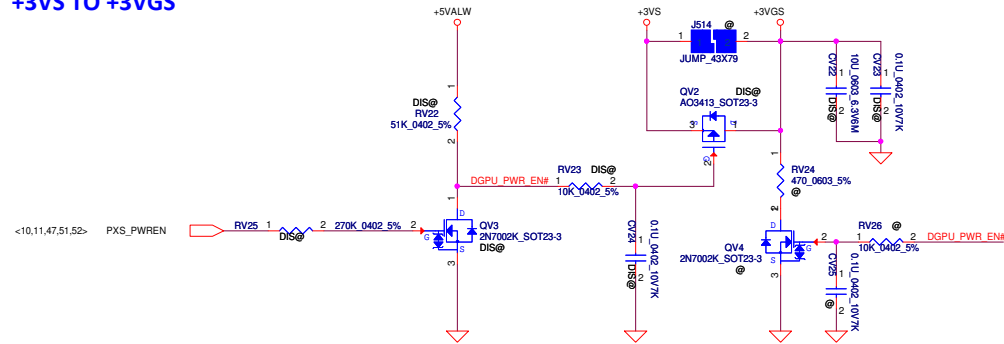 +3VS TO +3VGS
+5VALW
+3VS
+3VGS
J514
@
1
2
JUMP_43X79
1
DIS@
RV22
51K_0402_5%
2
QV2
DIS@
AO3413_SOT23-3
3
1
2
CV22
10U_0603_6.3V6M
DIS@
1
2
CV23
0.1U_0402_10V7K
DIS@
1
2
DGPU_PWR_EN#
RV23
DIS@
1
2
10K_0402_5%
1
RV24
470_0603_5%
@
2
<10,11,47,51,52>
PXS_PWREN
RV25
1
2
DIS@
270K_0402_5%
2
G
1
D
S
3
QV3
2N7002K_SOT23-3
DIS@
CV24
0.1U_0402_10V7K
DIS@
1
2
QV4
2N7002K_SOT23-3
@
D
S
G
3
2
RV26
@
1
2
10K_0402_5%
DGPU_PWR_EN#
CV25
0.1U_0402_10V7K
@
1
2